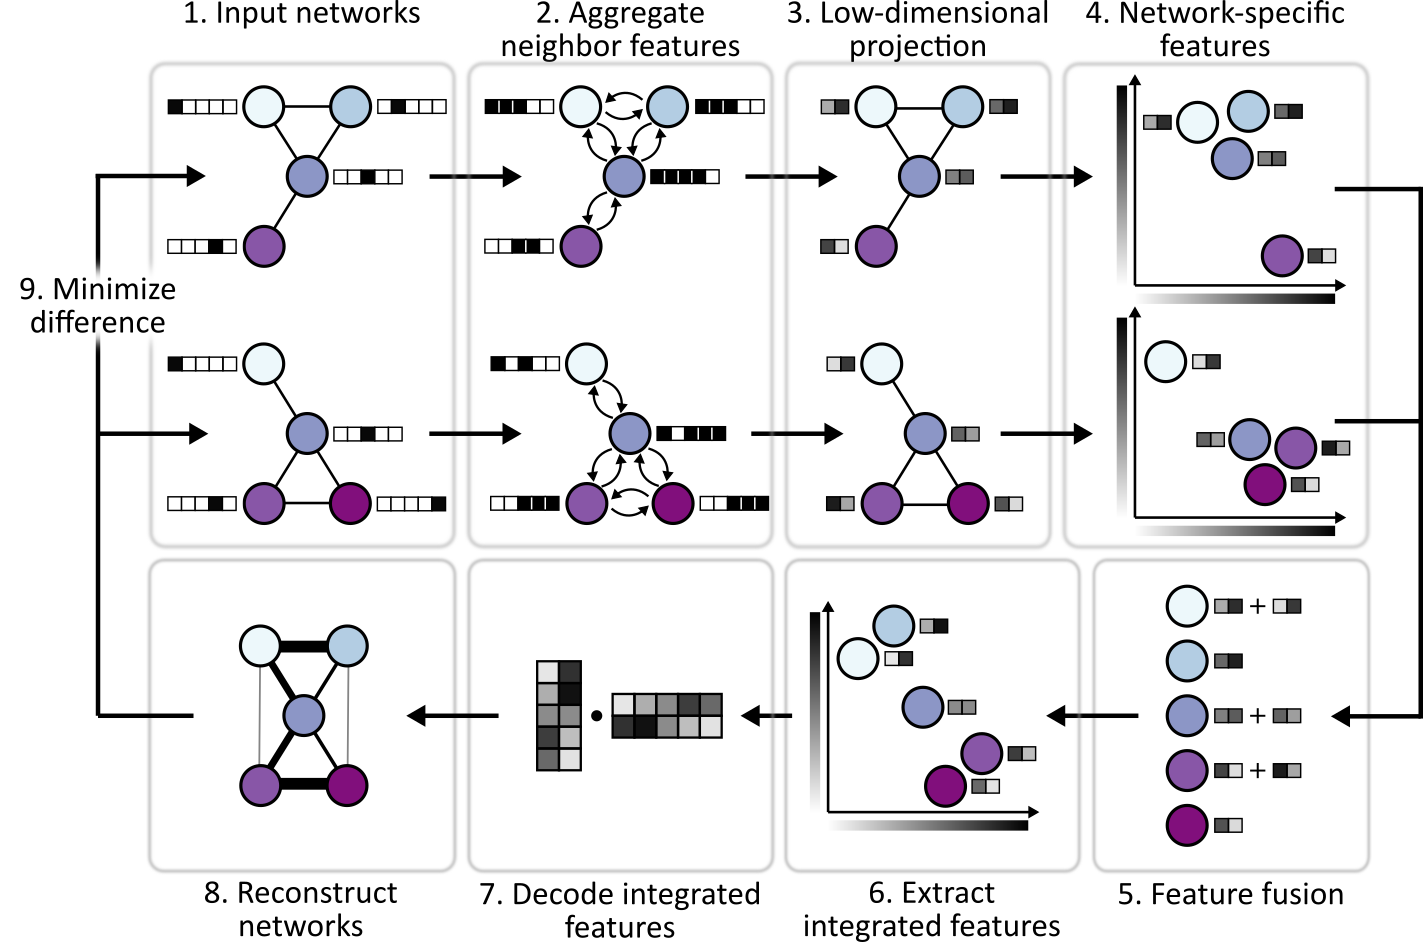 1. Input networks
2. Aggregate
neighbor features
3. Low-dimensional
projection
4. Network-specific
features
9. Minimize
difference
+
+
+
8. Reconstruct
networks
7. Decode integrated
features
6. Extract
integrated features
5. Feature fusion